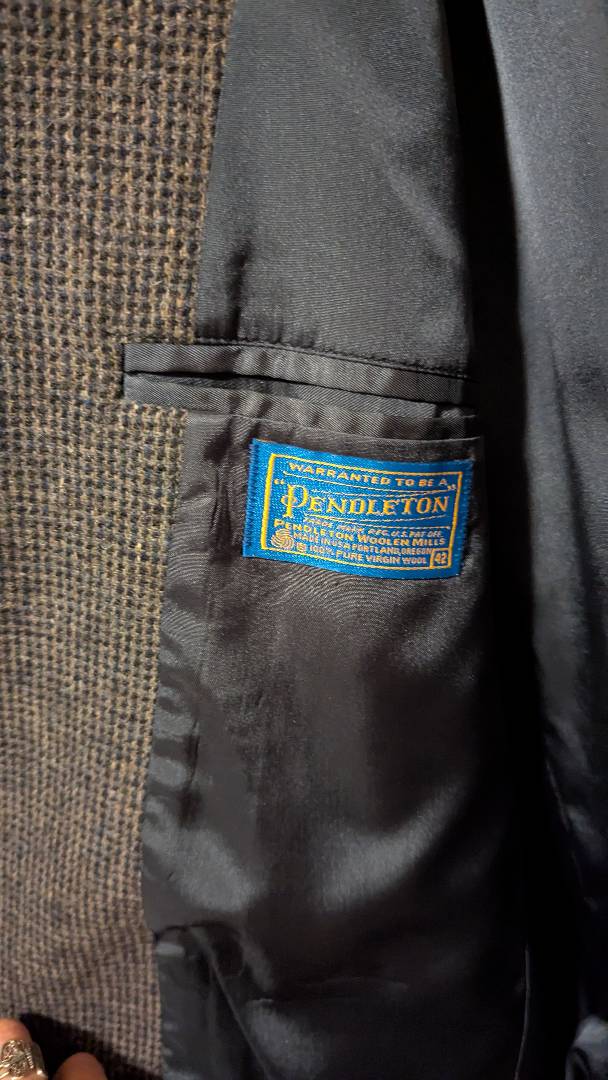 WARRANTED TO BE A
"PENDLETON"
TRADE MARK REG. U.S. PAT. OFF.
PENDLETON WOOLEN MILLS
MADE IN USA PORTLAND, OREGON
100% PURE VIRGIN WOOL 42